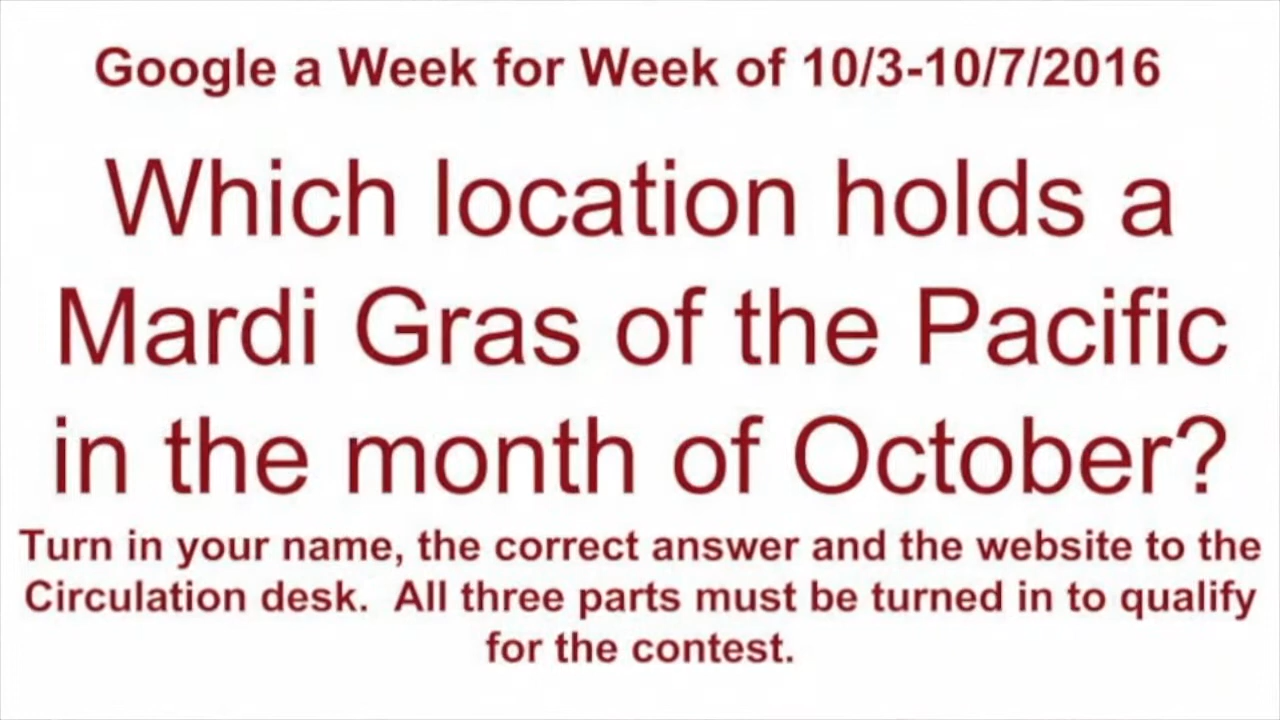 Google a Week for Week of 10/3-10/7/2016
Which location holds a
Mardi Gras of the Pacific
in the month of October?
Turn in your name, the correct answer and the website to the
Circulation desk.  All three parts must be turned in to qualify
for the contest.